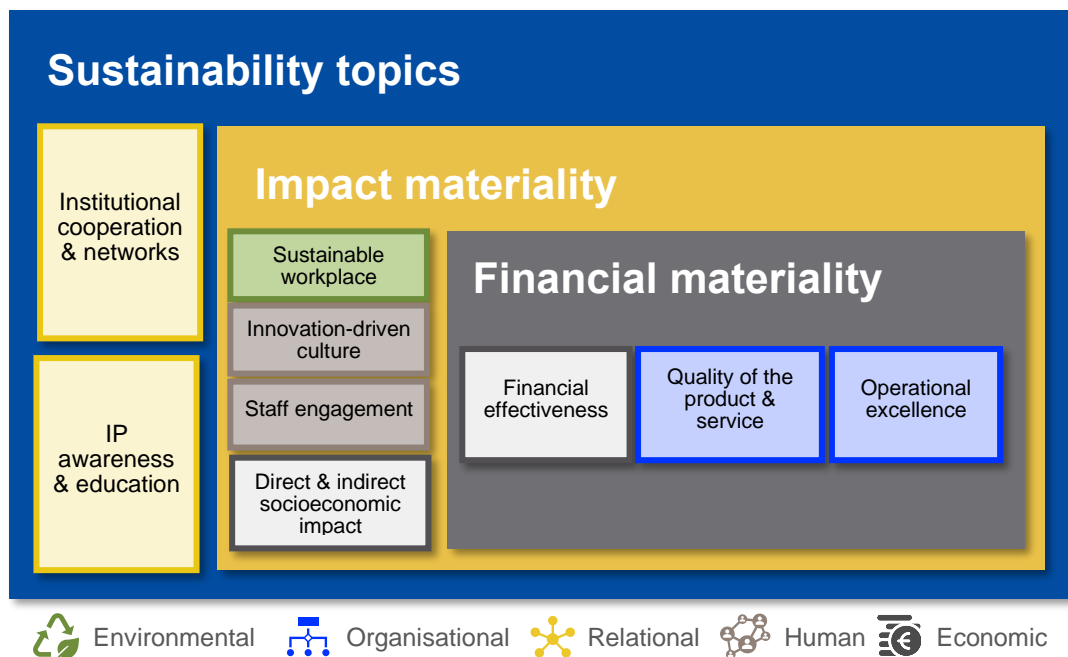 Sustainability topics
Institutional
cooperation
& networks
IP
awareness
& education
Impact materiality
Sustainable
workplace
Innovation-driven
culture
Staff engagement
Direct & indirect
socioeconomic
impact
Financial materiality
Financial
effectiveness
Quality of the
product &
service
Operational
excellence
Environmental
Organisational
Relational
Human
Economic